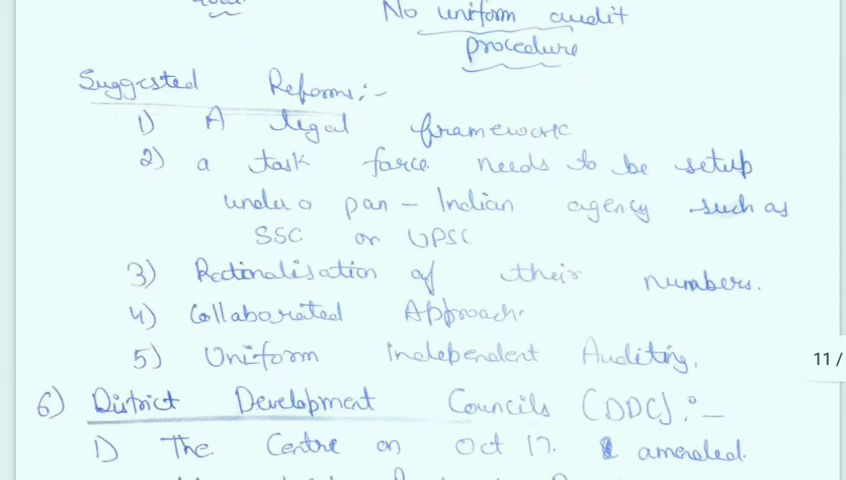 No uniform audit
procedure
Suggested Reforms:-
1) A legal framework
2) a task force needs to be setup
under a pan - Indian agency such as
SSC or UPSC
3) Rationalisation of their numbers.
4) Collaborated Approach.
5) Uniform Independent Auditing.
11/
6) District Development Councils (DDC):-
1) The Centre on Oct 17. amended